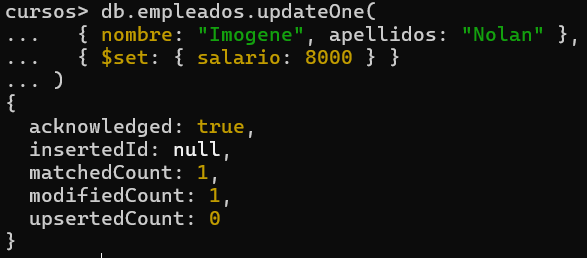 cursos> db.empleados.updateOne(
...   { nombre: "Imogene", apellidos: "Nolan" },
...   { $set: { salario: 8000 } }
... )
{
  acknowledged: true,
  insertedId: null,
  matchedCount: 1,
  modifiedCount: 1,
  upsertedCount: 0
}